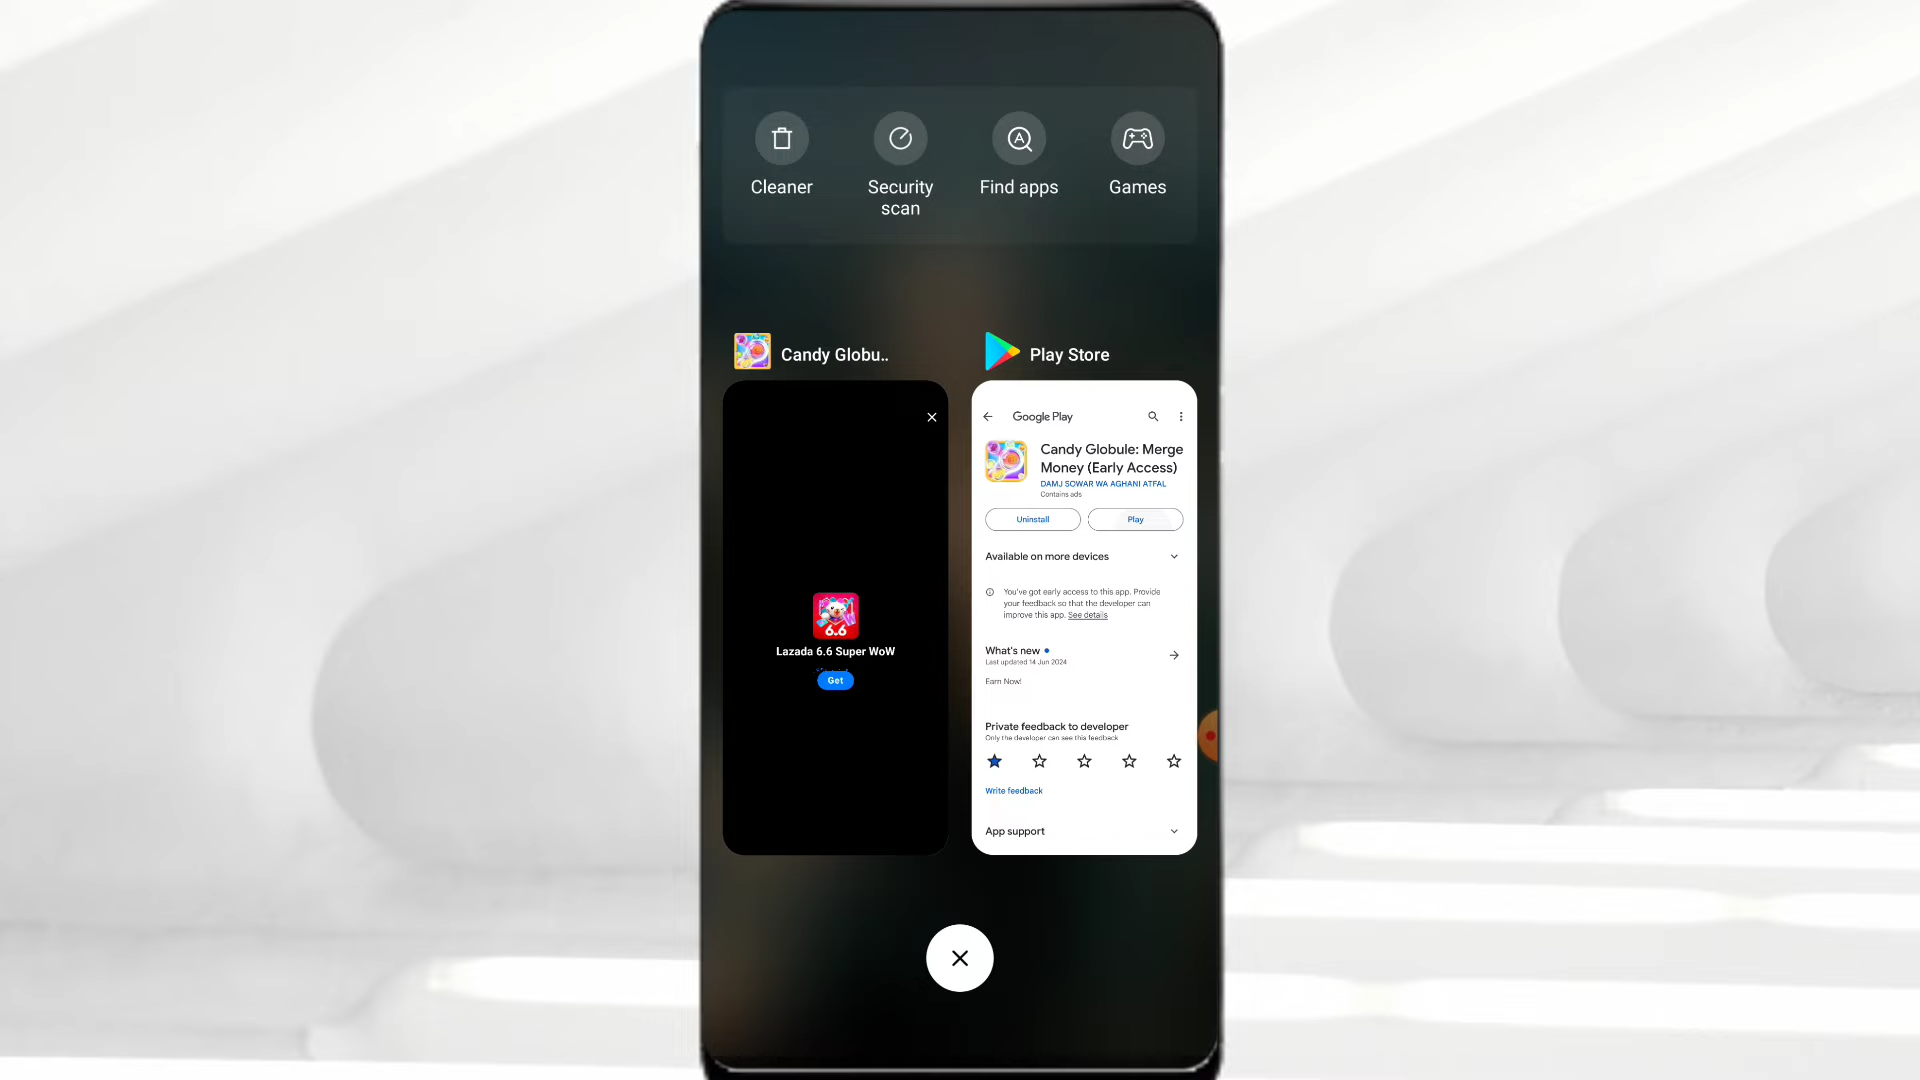 Cleaner
Security
scan
Find apps
Games
Candy Globu..
Play Store
Google Play
Candy Globule: Merge
Money (Early Access)
DAMJ SOWAR WA AGHANI ATFAL
Contains ads
Uninstall
Play
Available on more devices
You've got early access to this app. Provide
your feedback so that the developer can
improve this app. See details
What's new
Last updated 14 Jun 2024
Earn Now!
Private feedback to developer
Only the developer can see this feedback
Write feedback
App support
6.6
Lazada 6.6 Super WoW
Get